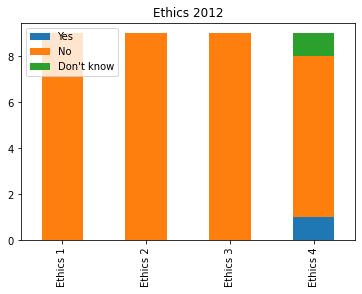 Ethics 2012
Yes
No
Don't know
8
6
4
2
0
Ethics 1
Ethics 2
Ethics 3
Ethics 4